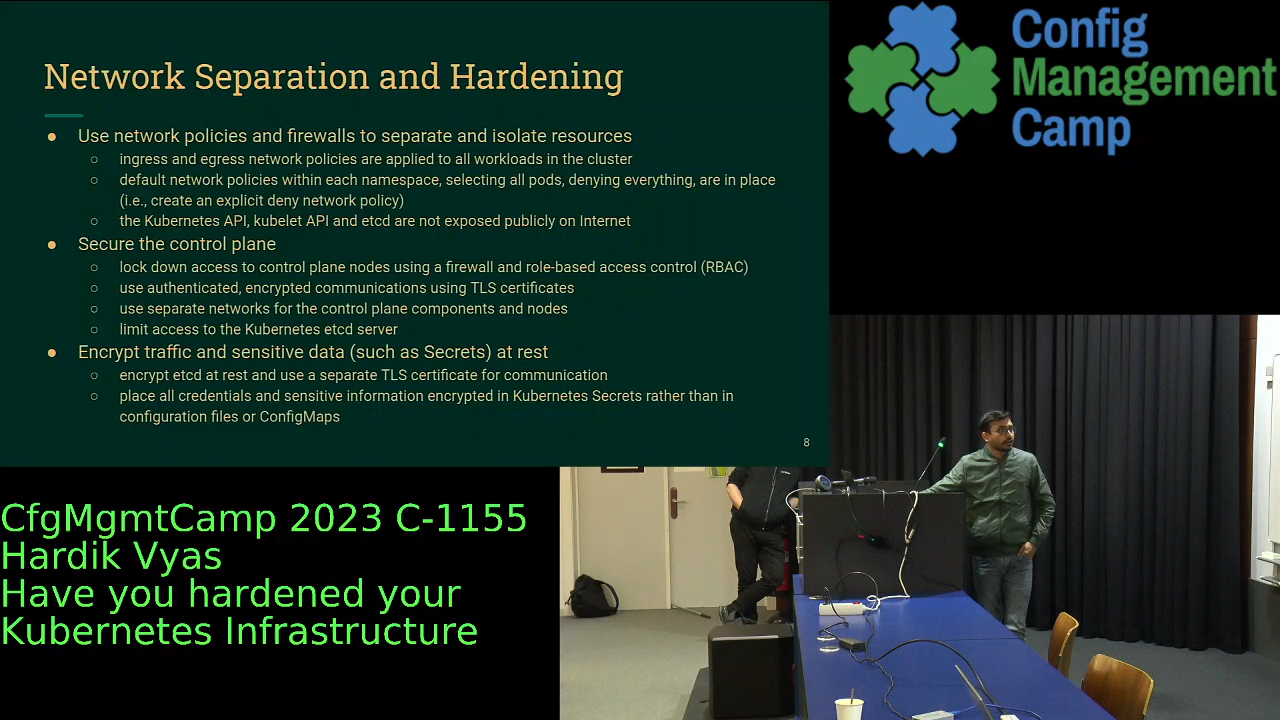 Network Separation and Hardening
● Use network policies and firewalls to separate and isolate resources
○ ingress and egress network policies are applied to all workloads in the cluster
○ default network policies within each namespace, selecting all pods, denying everything, are in place
(i.e., create an explicit deny network policy)
○ the Kubernetes API, kubelet API and etcd are not exposed publicly on Internet
● Secure the control plane
○ lock down access to control plane nodes using a firewall and role-based access control (RBAC)
○ use authenticated, encrypted communications using TLS certificates
○ use separate networks for the control plane components and nodes
○ limit access to the Kubernetes etcd server
● Encrypt traffic and sensitive data (such as Secrets) at rest
○ encrypt etcd at rest and use a separate TLS certificate for communication
○ place all credentials and sensitive information encrypted in Kubernetes Secrets rather than in
configuration files or ConfigMaps
8
Config
Management
Camp
CfgMgmtCamp 2023 C-1155
Hardik Vyas
Have you hardened your
Kubernetes Infrastructure